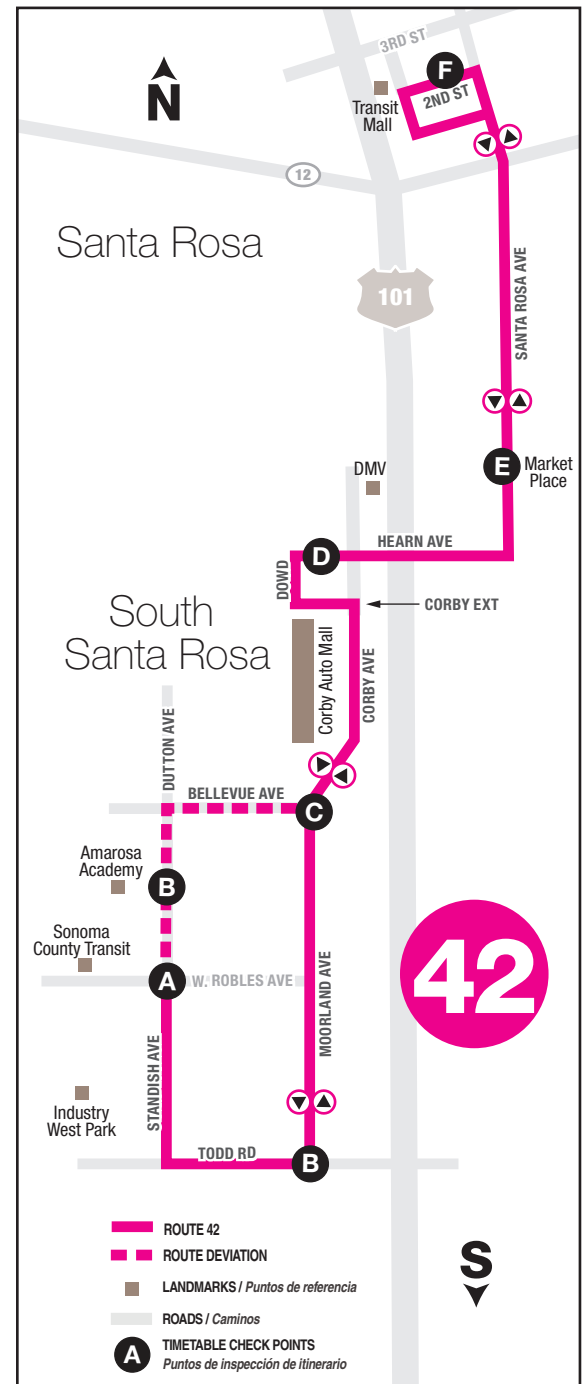 3RD ST
F
2ND ST
Transit
Mall
N
12
Santa Rosa
101
SANTA ROSA AVE
E
Market
Place
DMV
HEARN AVE
D
DOWD
CORBY EXT
South
Santa Rosa
Corby Auto Mall
CORBY AVE
DUTTON AVE
BELLEVUE AVE
C
Amarosa
Academy
B
Sonoma
County Transit
A
W. ROBLES AVE
42
MOORLAND AVE
STANDISH AVE
Industry
West Park
TODD RD
B
ROUTE 42
ROUTE DEVIATION
LANDMARKS / Puntos de referencia
ROADS / Caminos
A
TIMETABLE CHECK POINTS
Puntos de inspección de itinerario
S